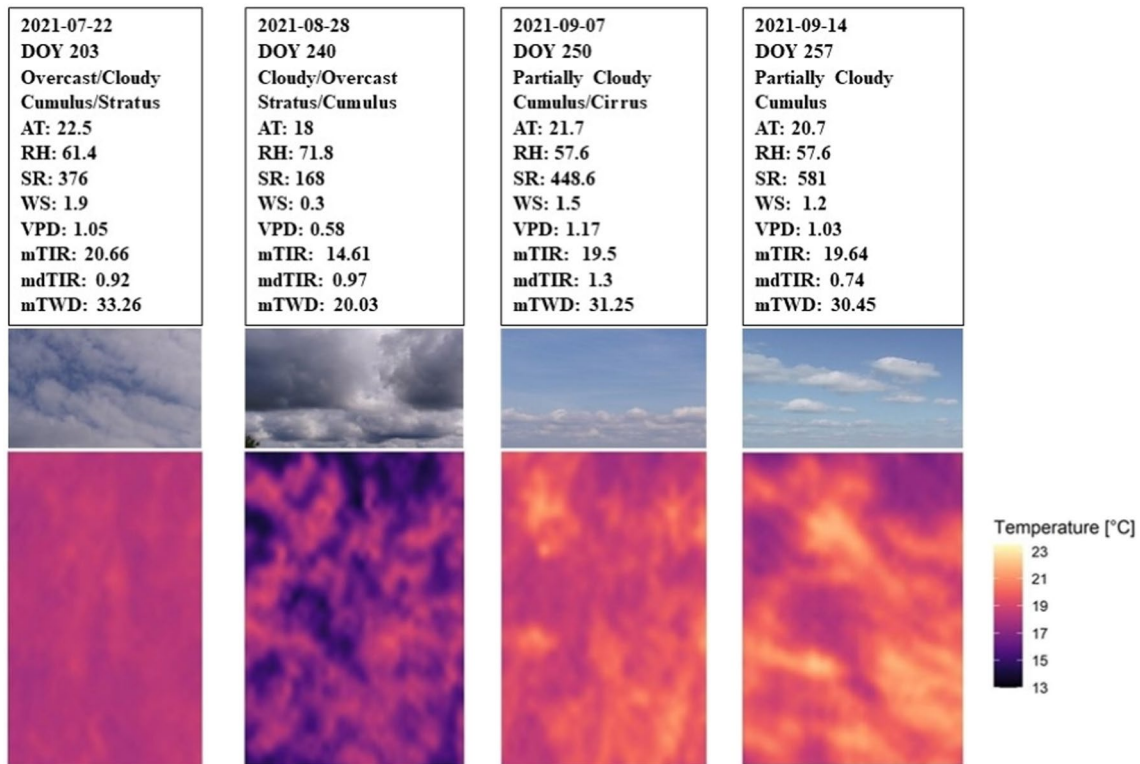 2021-07-22
DOY 203
Overcast/Cloudy
Cumulus/Stratus
AT: 22.5
RH: 61.4
SR: 376
WS: 1.9
VPD: 1.05
mTIR: 20.66
mdTIR: 0.92
mTWD: 33.26
2021-08-28
DOY 240
Cloudy/Overcast
Stratus/Cumulus
AT: 18
RH: 71.8
SR: 168
WS: 0.3
VPD: 0.58
mTIR: 14.61
mdTIR: 0.97
mTWD: 20.03
2021-09-07
DOY 250
Partially Cloudy
Cumulus/Cirrus
AT: 21.7
RH: 57.6
SR: 448.6
WS: 1.5
VPD: 1.17
mTIR: 19.5
mdTIR: 1.3
mTWD: 31.25
2021-09-14
DOY 257
Partially Cloudy
Cumulus
AT: 20.7
RH: 57.6
SR: 581
WS: 1.2
VPD: 1.03
mTIR: 19.64
mdTIR: 0.74
mTWD: 30.45
Temperature [°C]
23
21
19
17
15
13